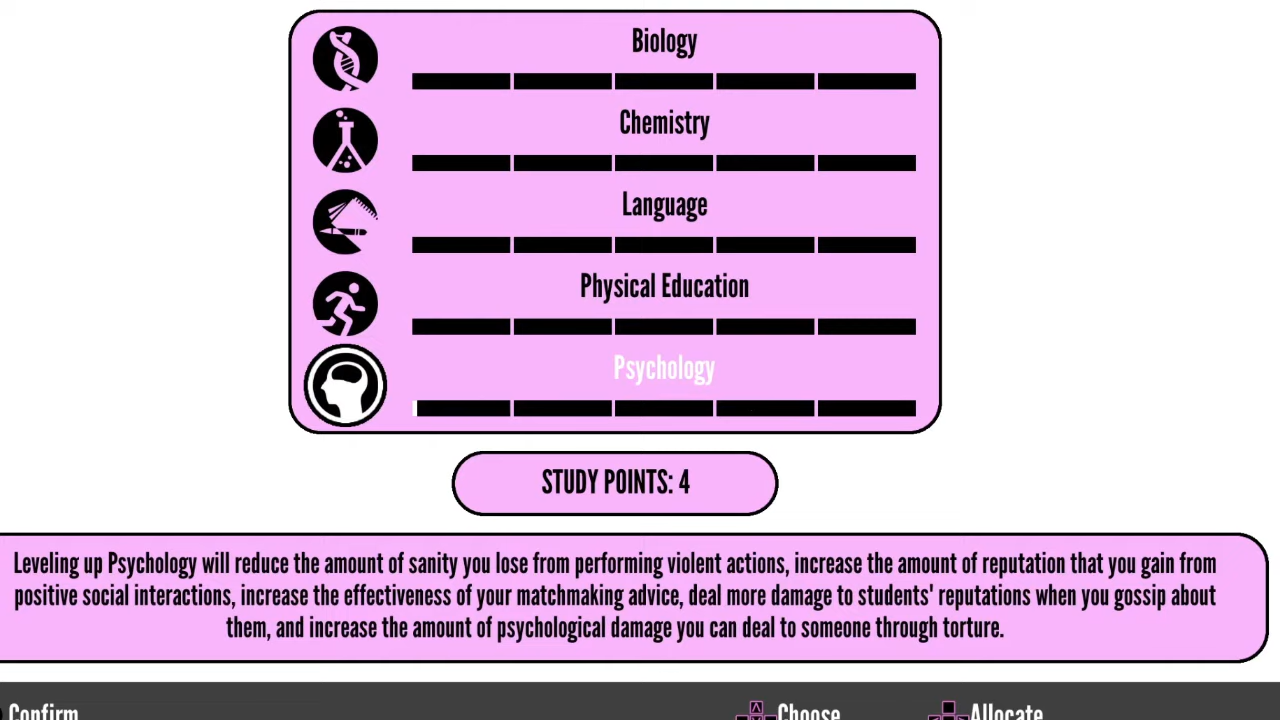 Biology
Chemistry
Language
Physical Education
Psychology
STUDY POINTS: 4
Leveling up Psychology will reduce the amount of sanity you lose from performing violent actions, increase the amount of reputation that you gain from
positive social interactions, increase the effectiveness of your matchmaking advice, deal more damage to students' reputations when you gossip about
them, and increase the amount of psychological damage you can deal to someone through torture.
Confirm Choose Allocate